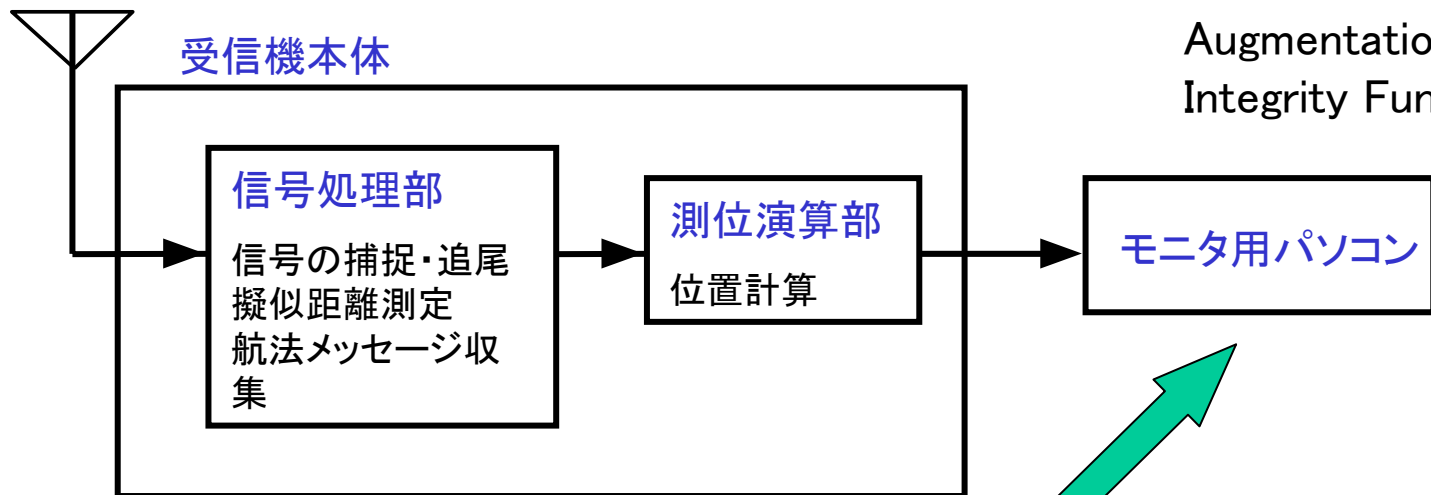 受信機本体
Augmentatio
Integrity Fun
信号処理部
信号の捕捉・追尾
擬似距離測定
航法メッセージ収
集
測位演算部
位置計算
モニタ用パソコン